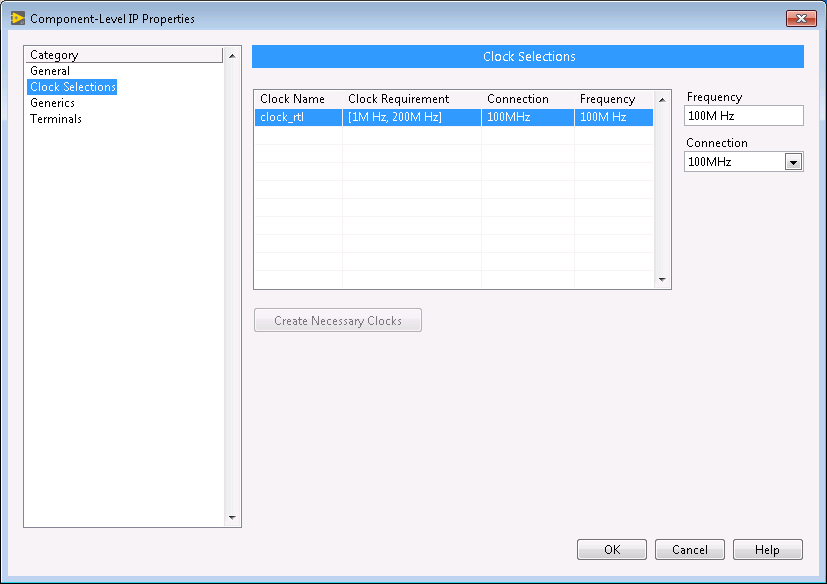 Component-Level IP Properties
Category
General
Clock Selections
Generics
Terminals
Clock Selections
Clock Name Clock Requirement Connection Frequency
clock_rtl [1M Hz, 200M Hz] 100MHz 100M Hz
Frequency
100M Hz
Connection
100MHz
Create Necessary Clocks
OK Cancel Help